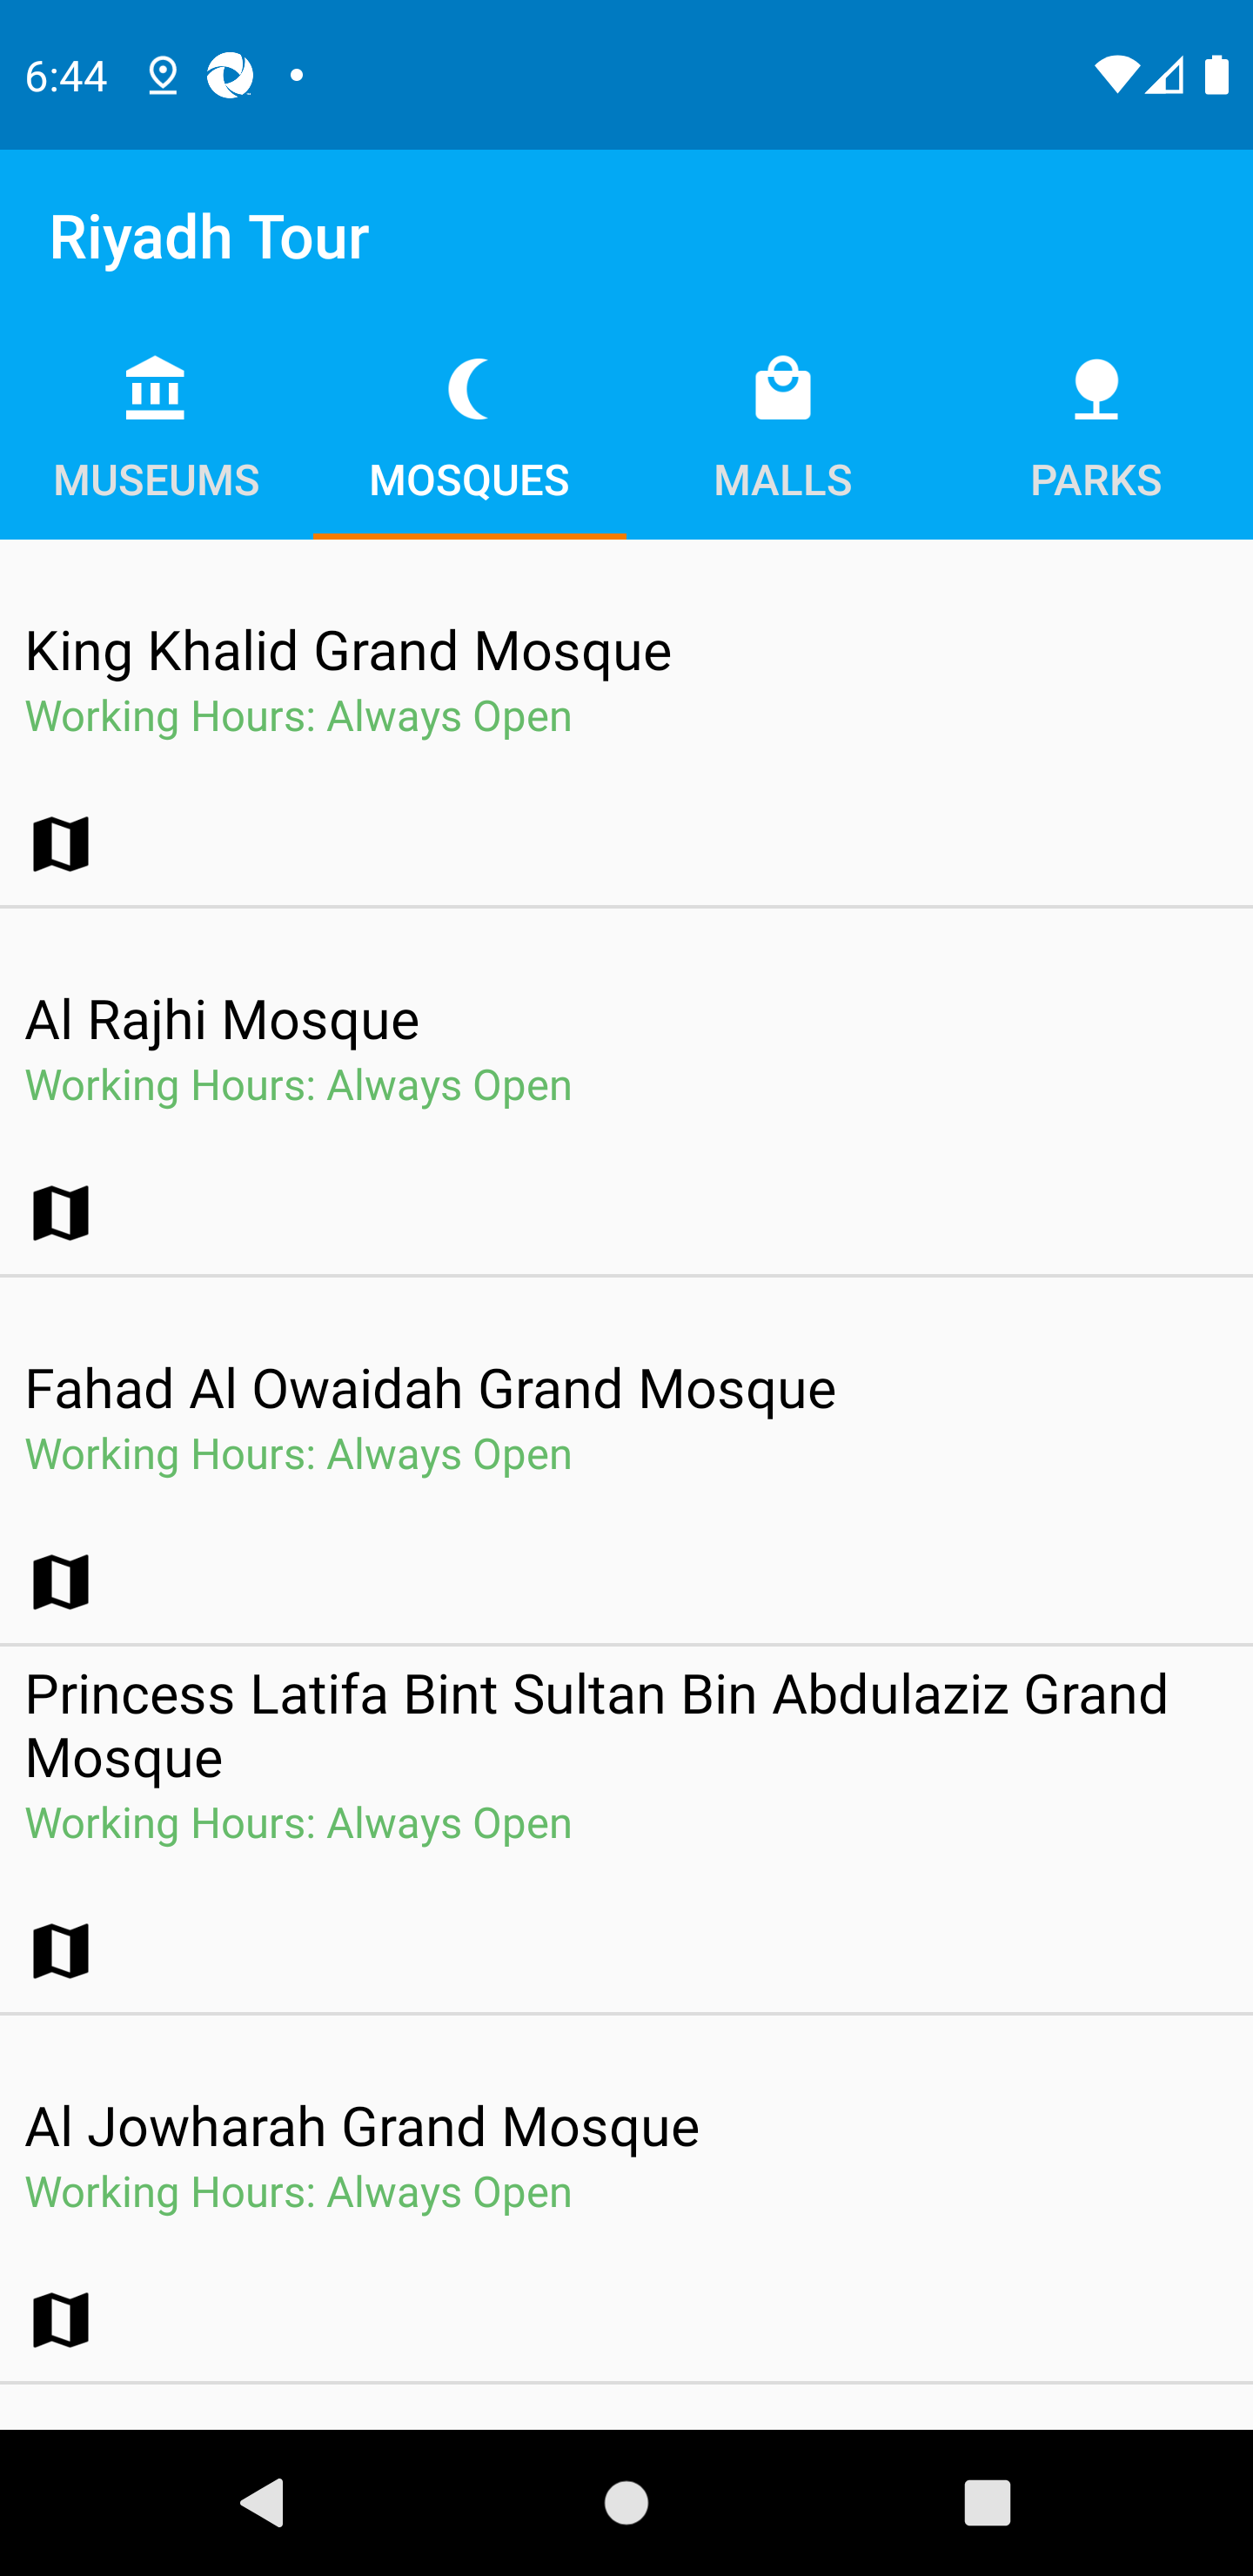 6:44
Riyadh Tour
MUSEUMS
MOSQUES
MALLS
PARKS
King Khalid Grand Mosque
Working Hours: Always Open
Al Rajhi Mosque
Working Hours: Always Open
Fahad Al Owaidah Grand Mosque
Working Hours: Always Open
Princess Latifa Bint Sultan Bin Abdulaziz Grand
Mosque
Working Hours: Always Open
Al Jowharah Grand Mosque
Working Hours: Always Open